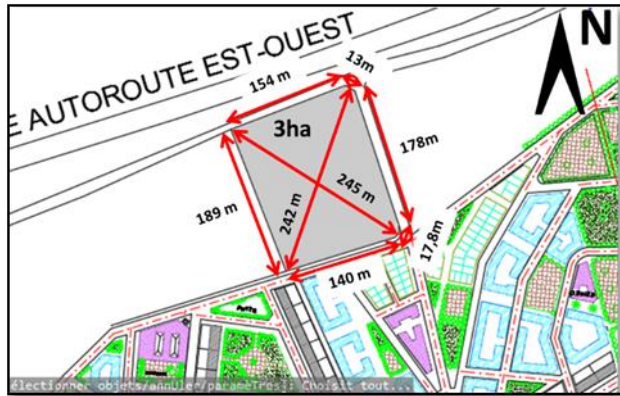 E AUTOROUTE EST-OUEST
N
154 m
13m
3ha
178m
189 m
242 m
245 m
17,8m
140 m
électionner objets/annUler/paramèTres]: Choisit tout...